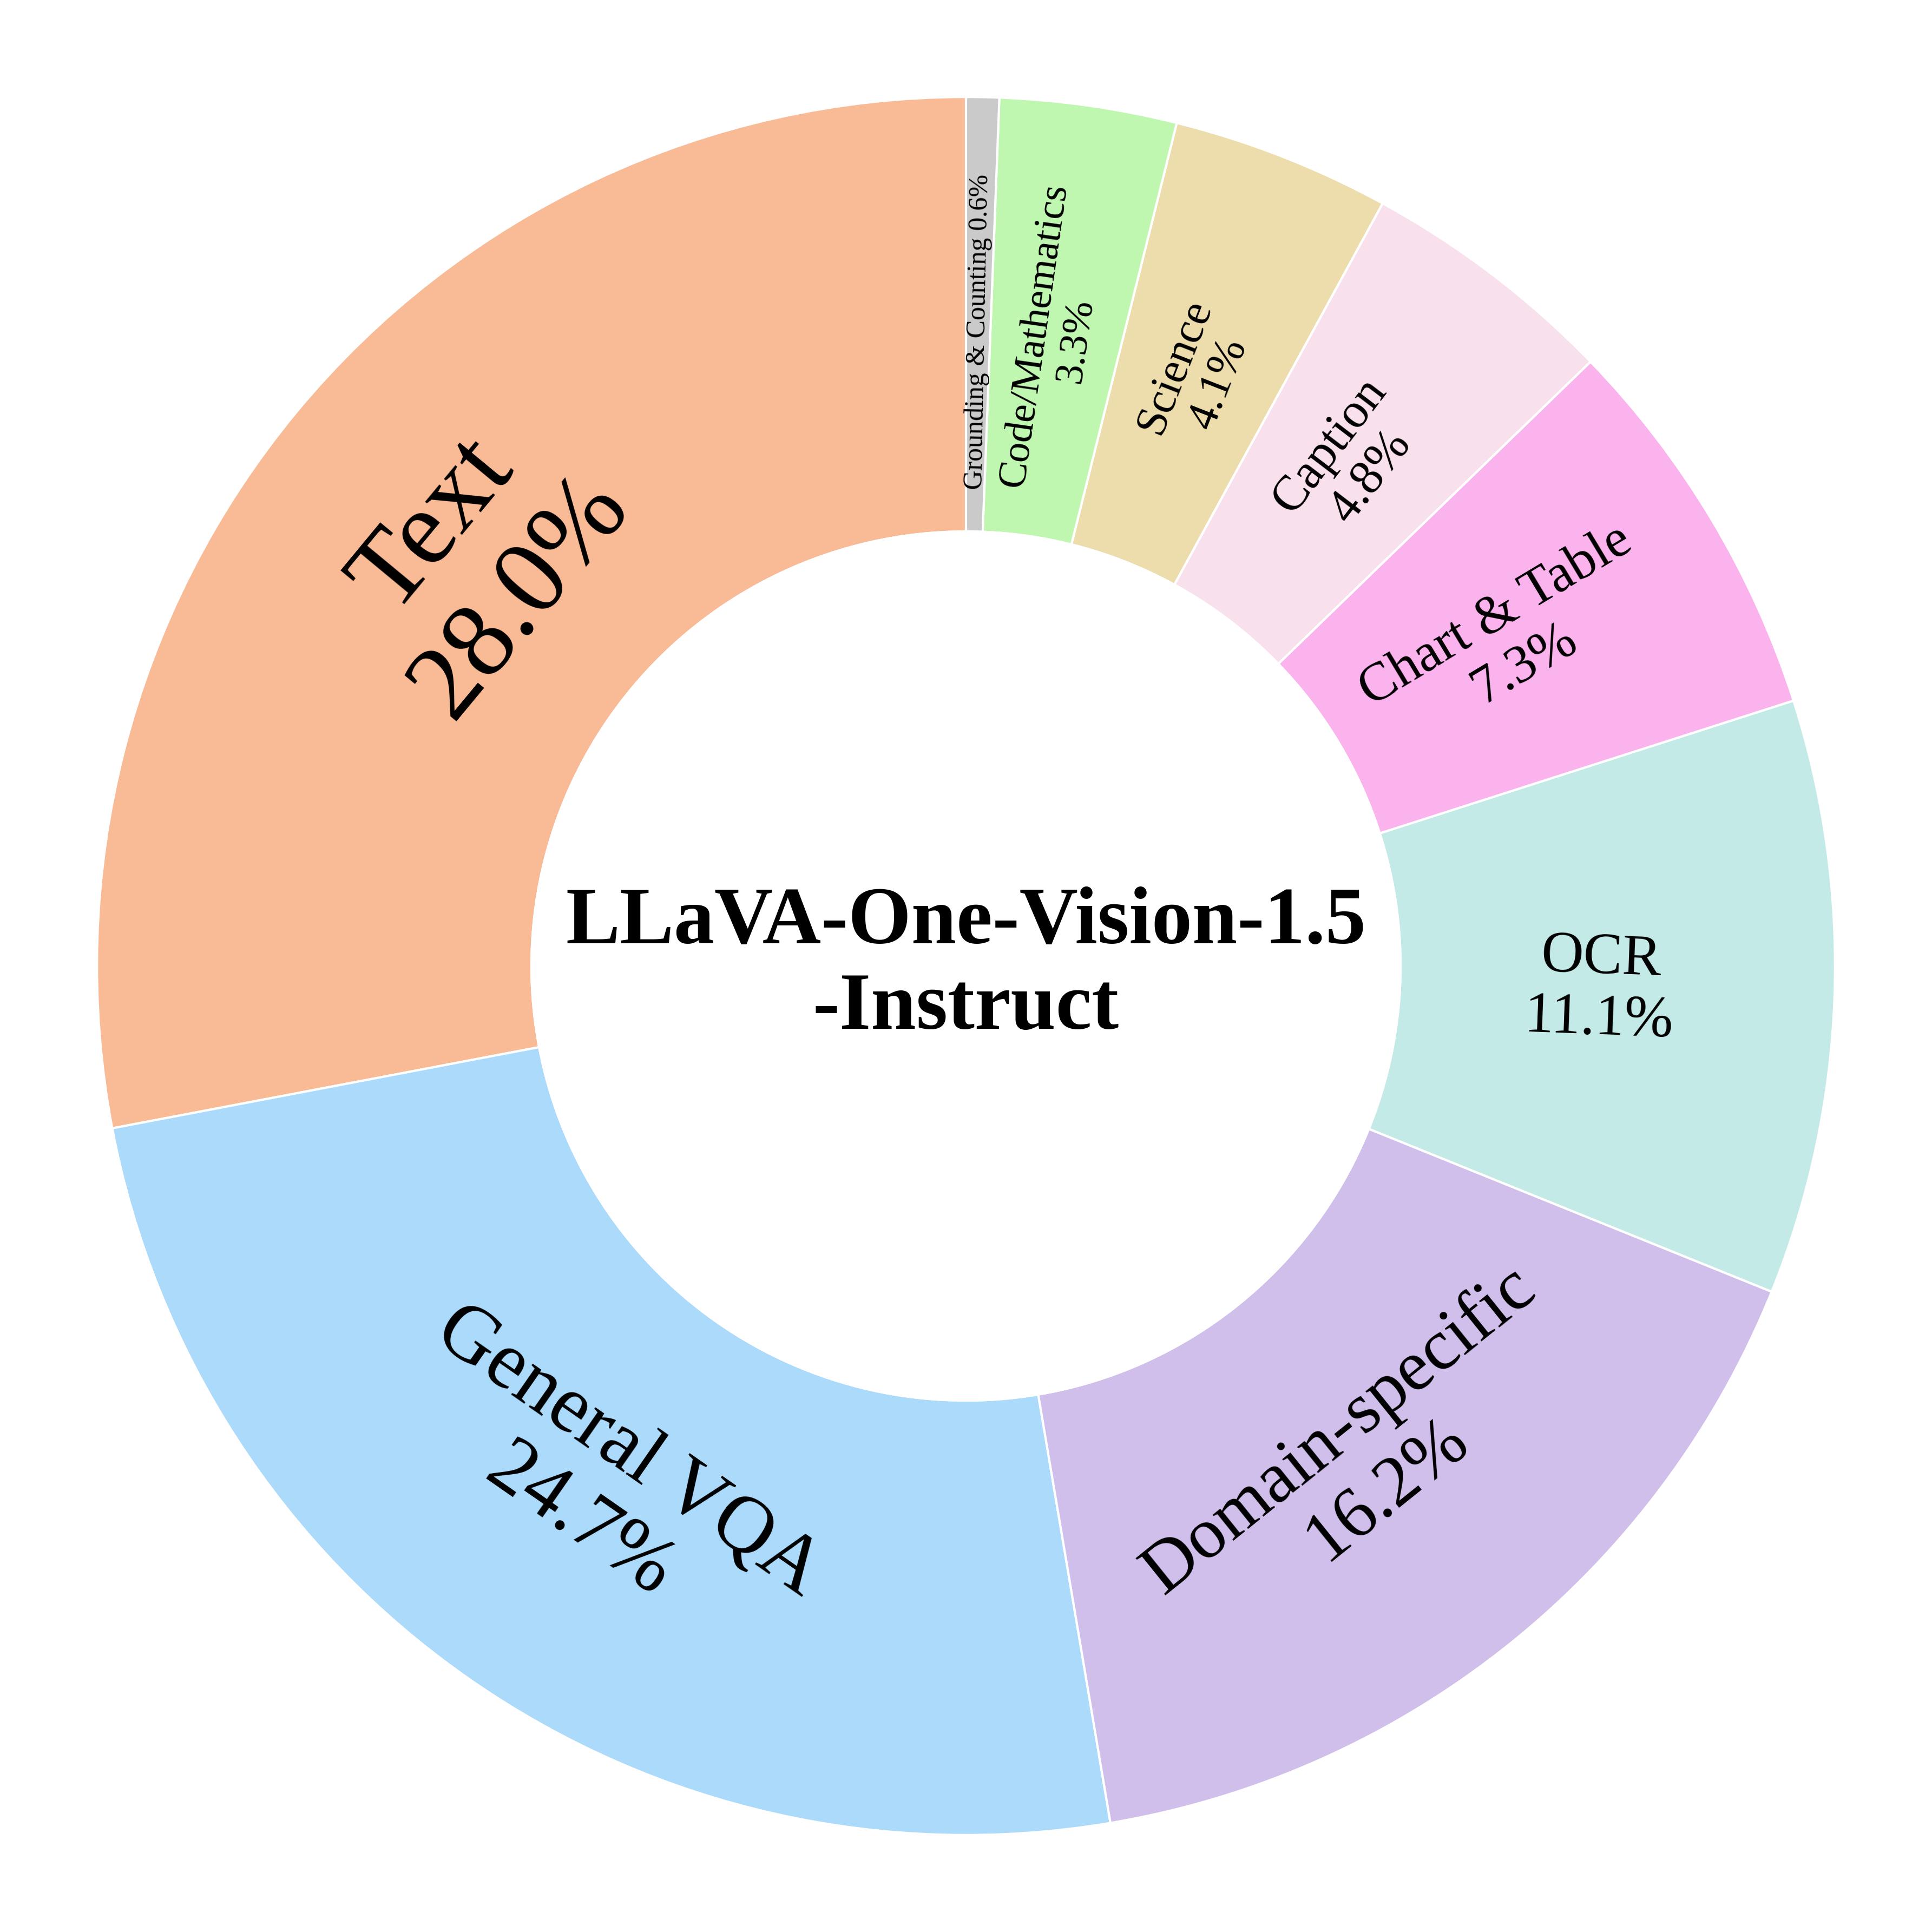 LLaVA-One-Vision-1.5
-Instruct
Grounding & Counting 0.6%
Code/Mathematics
3.3%
Science
4.1%
Caption
4.8%
Chart & Table
7.3%
OCR
11.1%
Domain-specific
16.2%
General VQA
24.7%
Text
28.0%